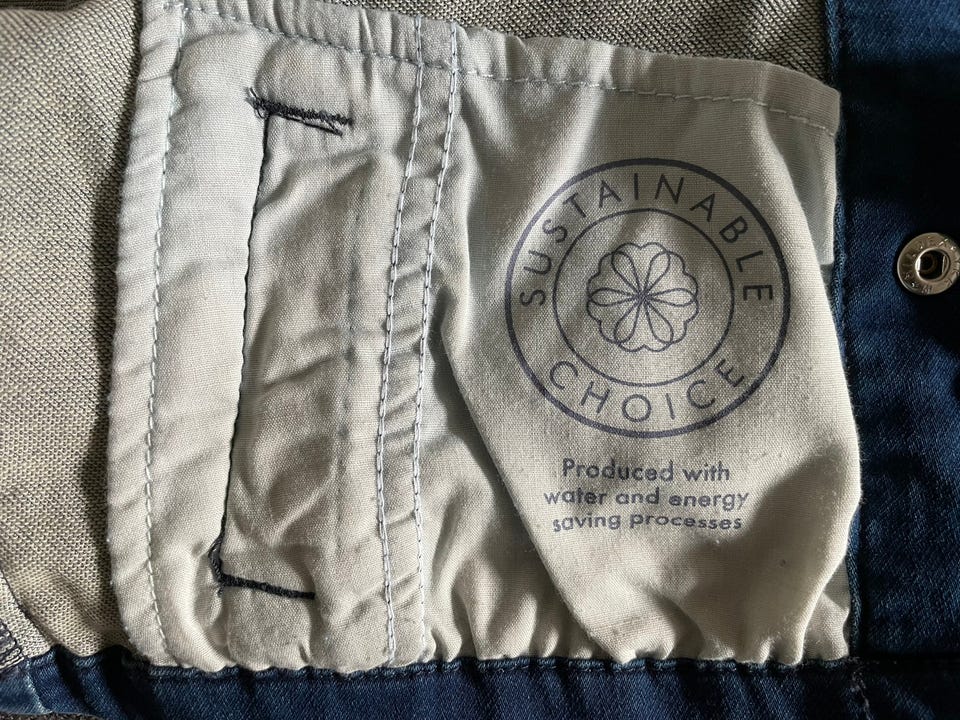 SUSTAINABLE
CHOICE
Produced with
water and energy
saving processes